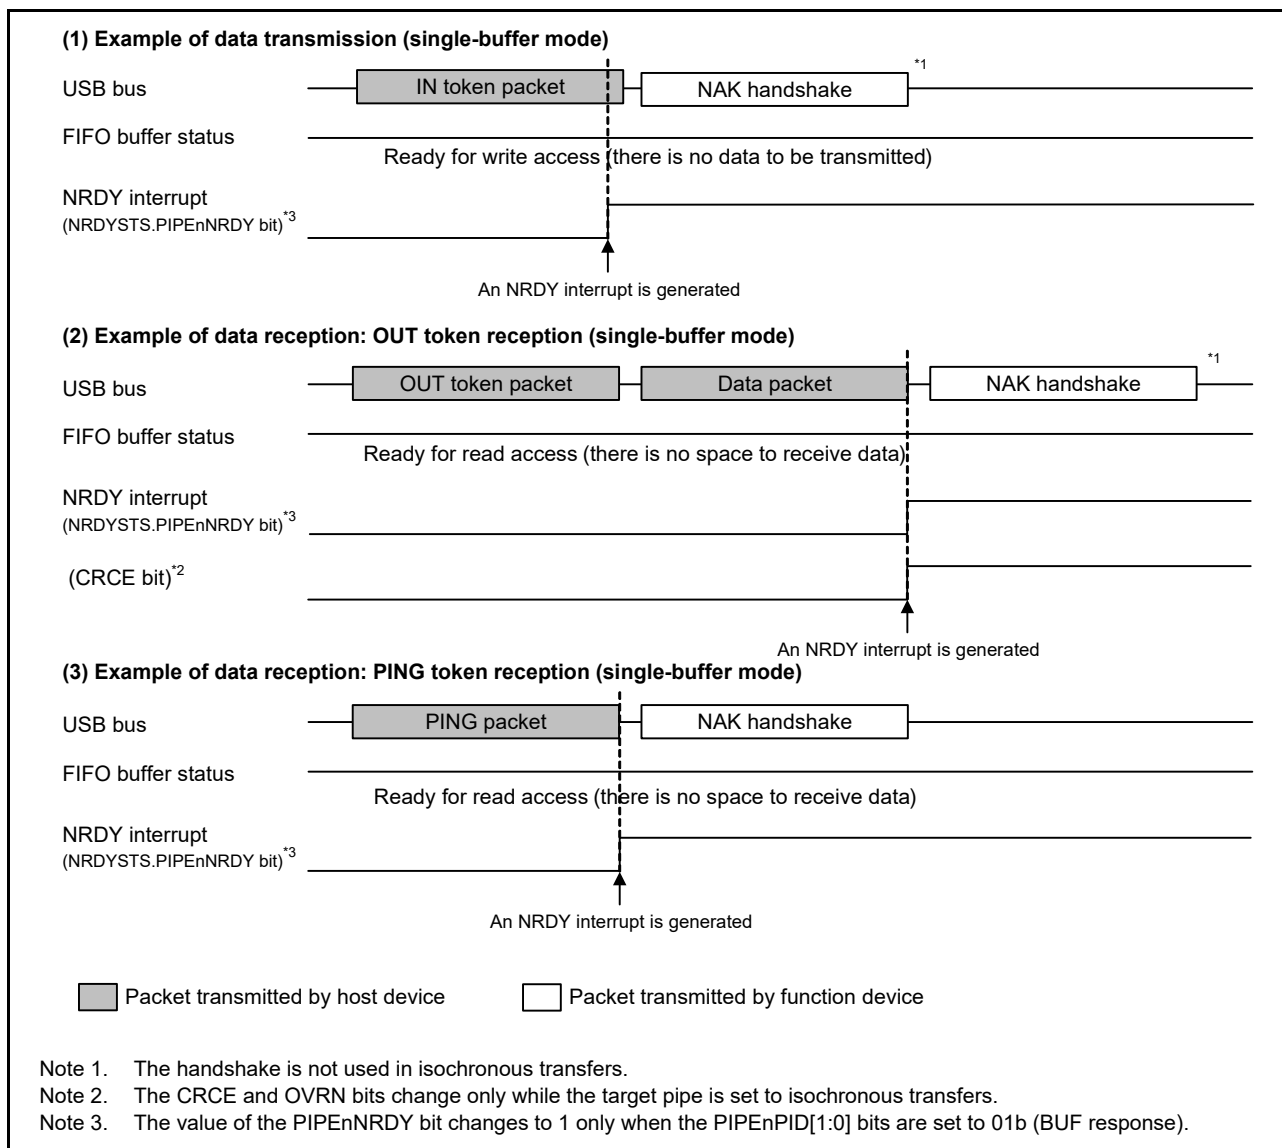 (1) Example of data transmission (single-buffer mode)
USB bus
IN token packet
NAK handshake
*1
FIFO buffer status
Ready for write access (there is no data to be transmitted)
NRDY interrupt
(NRDYSTS.PIPEnNRDY bit)*3
An NRDY interrupt is generated
(2) Example of data reception: OUT token reception (single-buffer mode)
USB bus
OUT token packet
Data packet
NAK handshake
*1
FIFO buffer status
Ready for read access (there is no space to receive data)
NRDY interrupt
(NRDYSTS.PIPEnNRDY bit)*3
(CRCE bit)*2
An NRDY interrupt is generated
(3) Example of data reception: PING token reception (single-buffer mode)
USB bus
PING packet
NAK handshake
FIFO buffer status
Ready for read access (there is no space to receive data)
NRDY interrupt
(NRDYSTS.PIPEnNRDY bit)*3
An NRDY interrupt is generated
Packet transmitted by host device
Packet transmitted by function device
Note 1. The handshake is not used in isochronous transfers.
Note 2. The CRCE and OVRN bits change only while the target pipe is set to isochronous transfers.
Note 3. The value of the PIPEnNRDY bit changes to 1 only when the PIPEnPID[1:0] bits are set to 01b (BUF response).